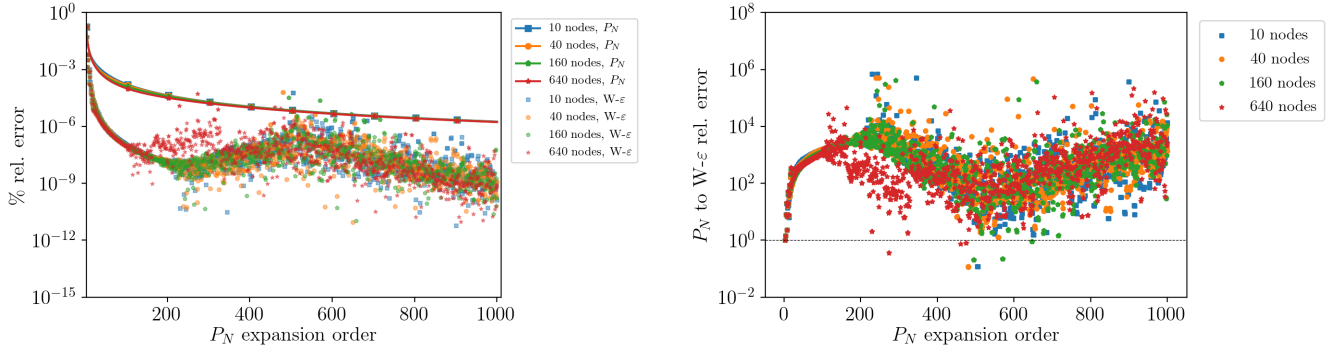 10^0
10^{-3}
10^{-6}
10^{-9}
10^{-12}
10^{-15}
% rel. error
200 400 600 800 1000
P_N expansion order
10 nodes, P_N
40 nodes, P_N
160 nodes, P_N
640 nodes, P_N
10 nodes, W-ε
40 nodes, W-ε
160 nodes, W-ε
640 nodes, W-ε
10^8
10^6
10^4
10^2
10^0
10^{-2}
P_N to W-ε rel. error
0 200 400 600 800 1000
P_N expansion order
10 nodes
40 nodes
160 nodes
640 nodes